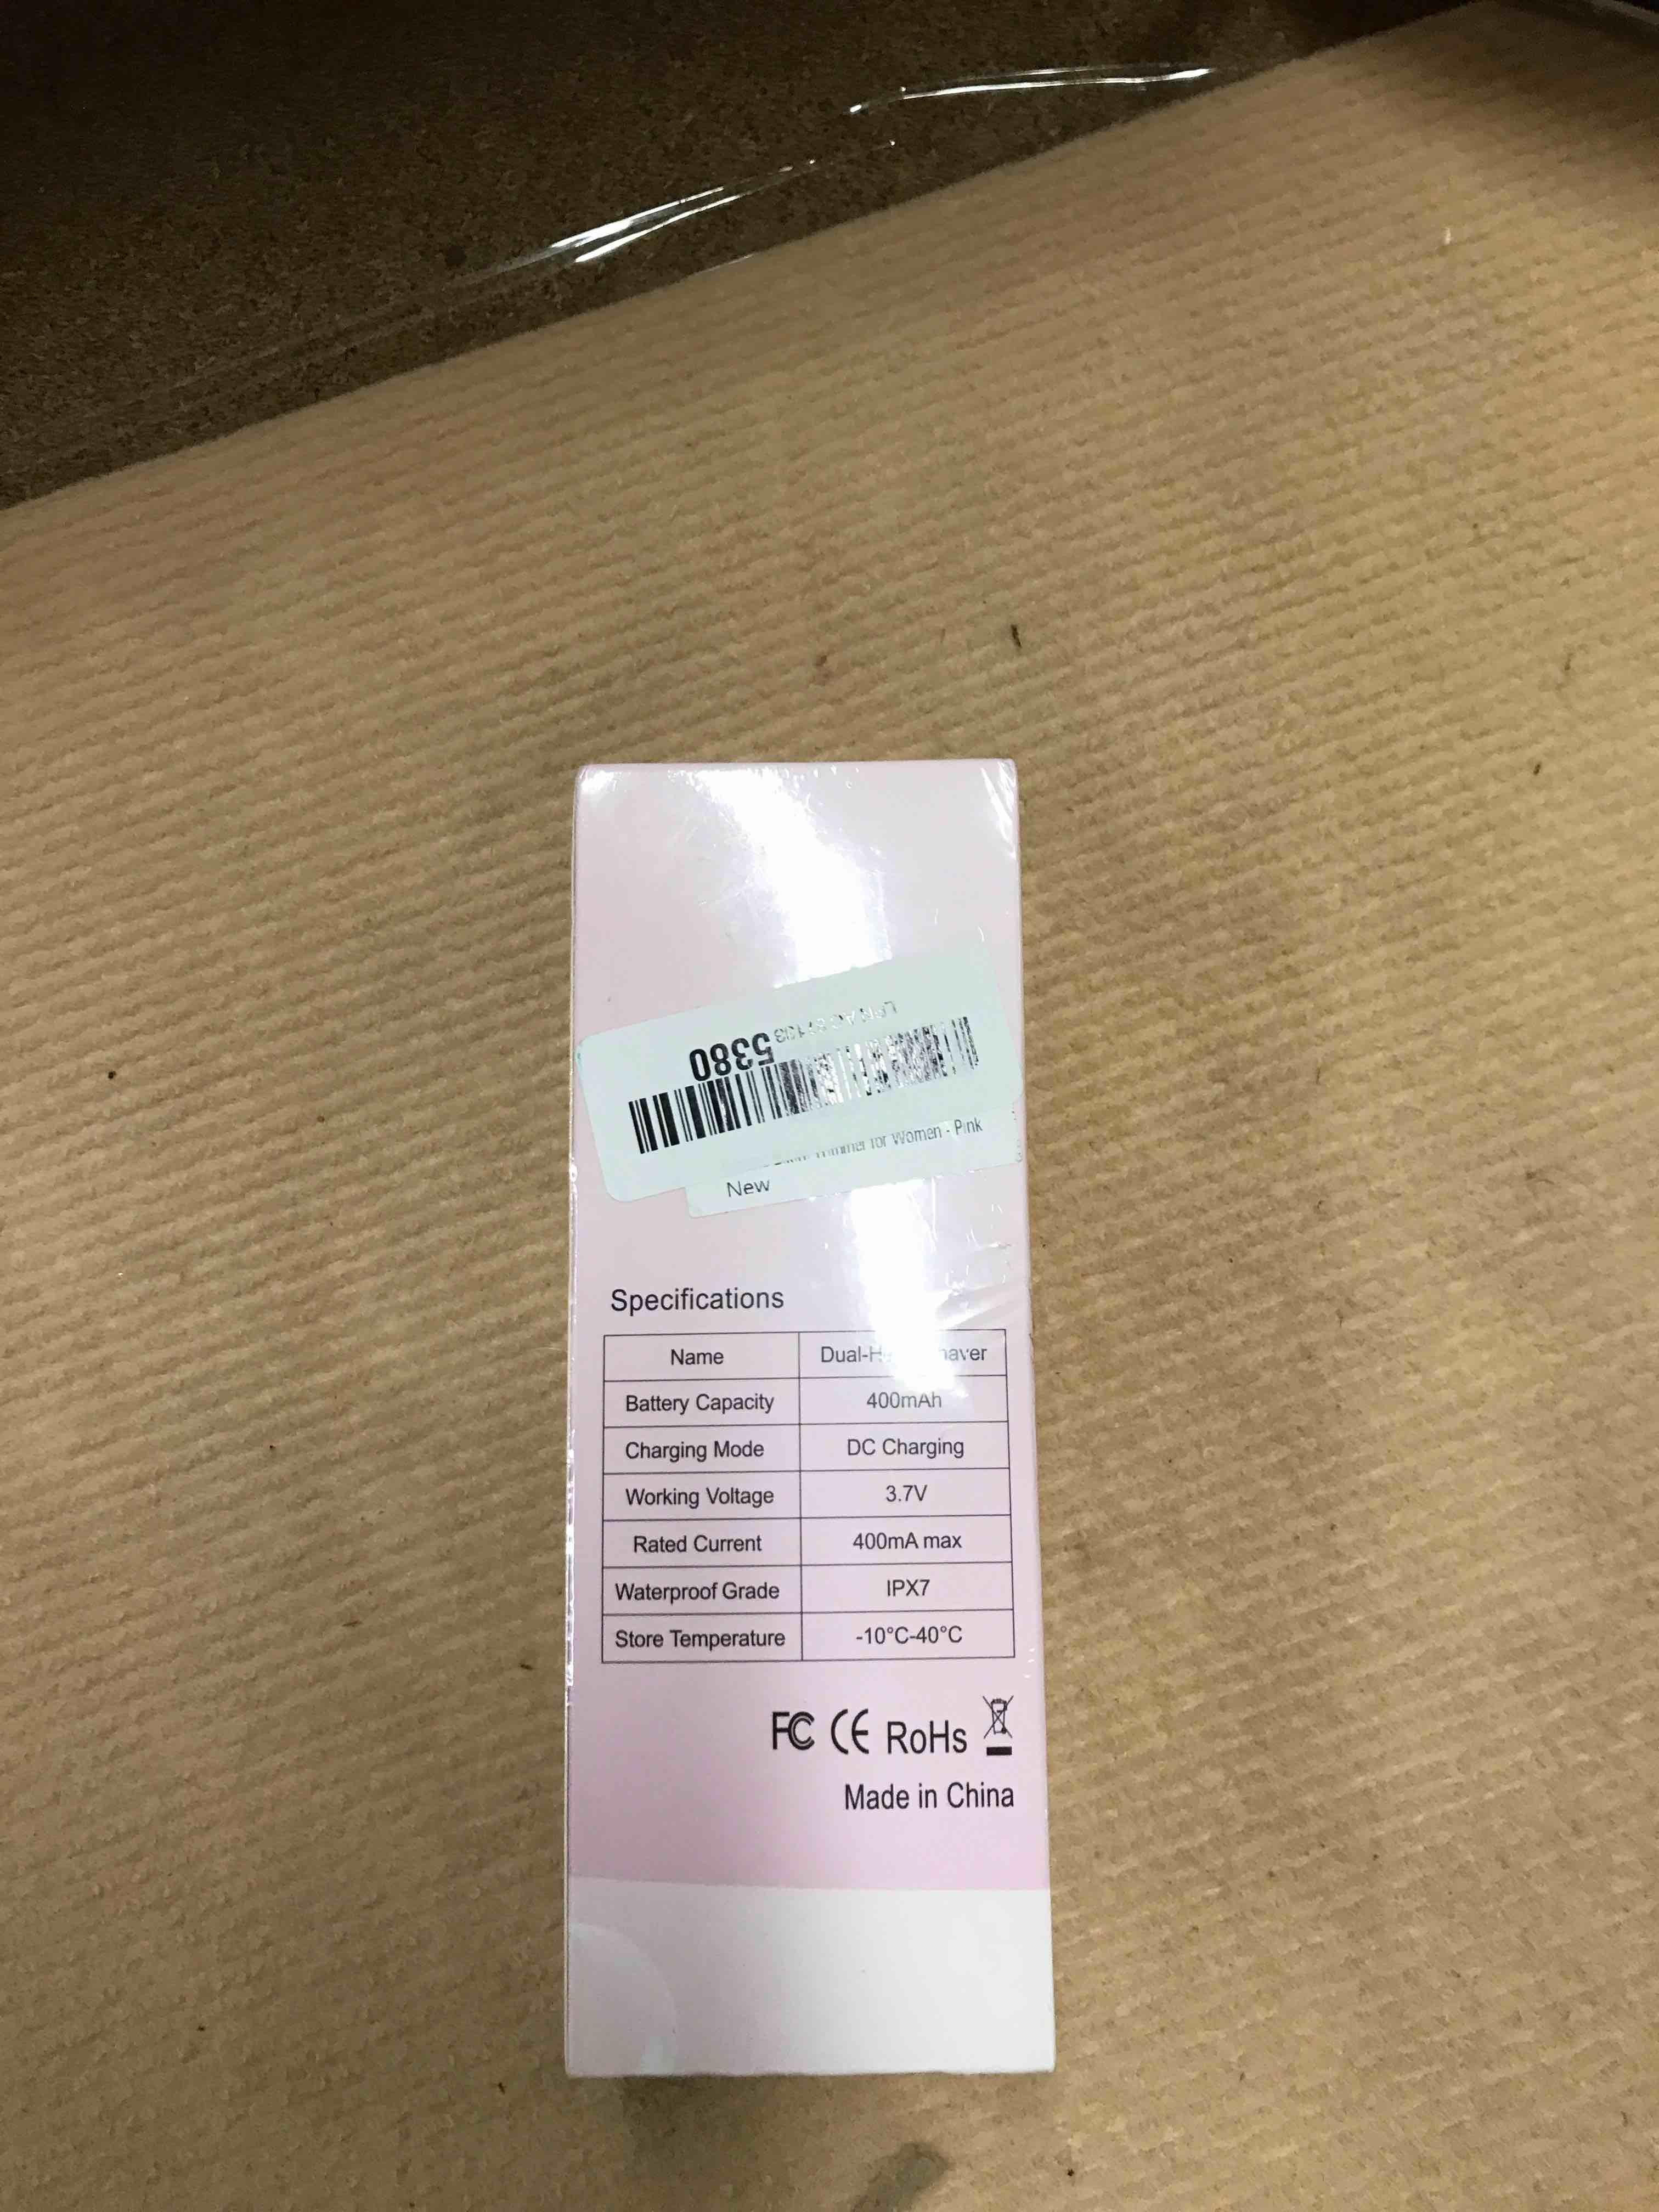 5380
Trimmer for Women - Pink
New
Specifications
Name
Battery Capacity 400mAh
Charging Mode DC Charging
Working Voltage 3.7V
Rated Current 400mA max
Waterproof Grade IPX7
Store Temperature -10°C-40°C
FC CE RoHs
Made in China